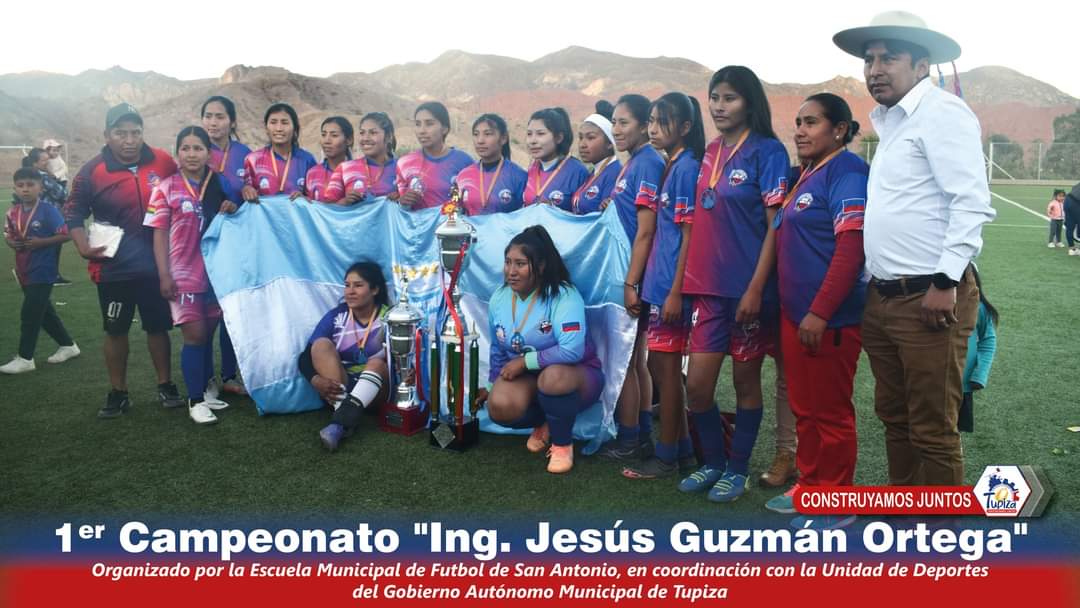 07
CONSTRUYAMOS JUNTOS
Tupiza
1er Campeonato "Ing. Jesús Guzmán Ortega"
Organizado por la Escuela Municipal de Futbol de San Antonio, en coordinación con la Unidad de Deportes
del Gobierno Autónomo Municipal de Tupiza